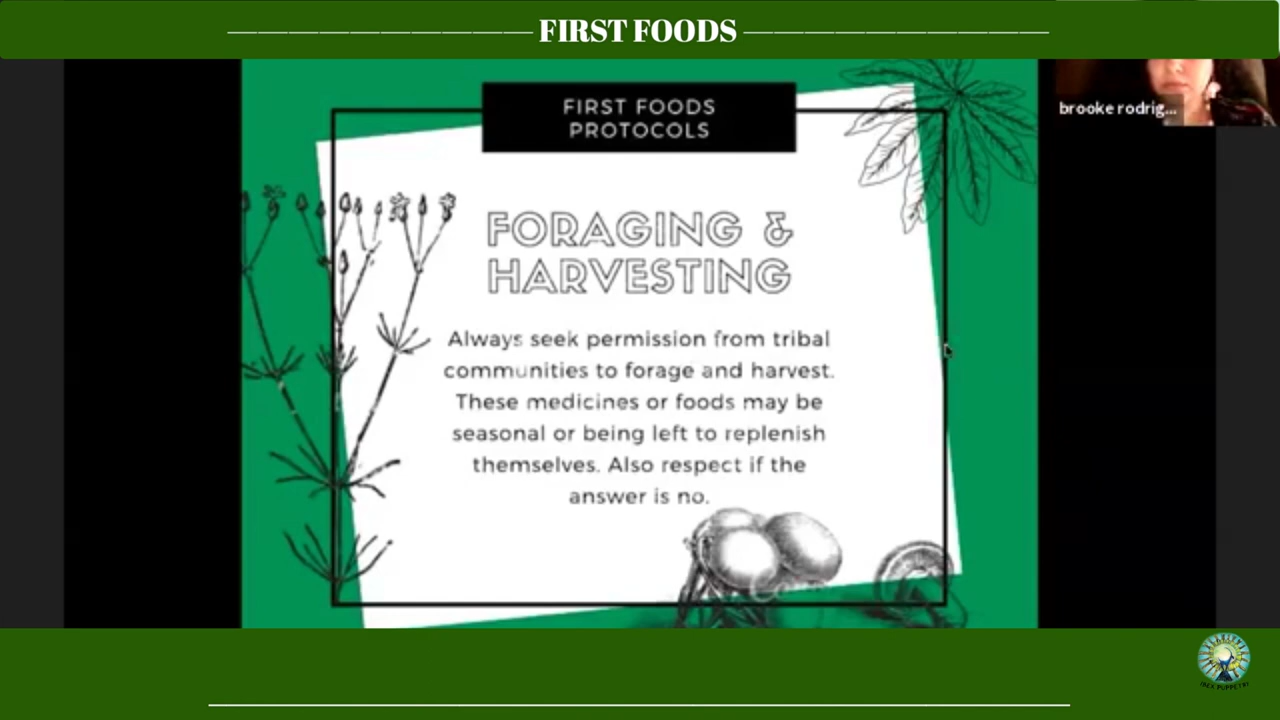 FIRST FOODS
brooke rodrig...
FIRST FOODS
PROTOCOLS
FORAGING &
HARVESTING
Always seek permission from tribal
communities to forage and harvest.
These medicines or foods may be
seasonal or being left to replenish
themselves. Also respect if the
answer is no.